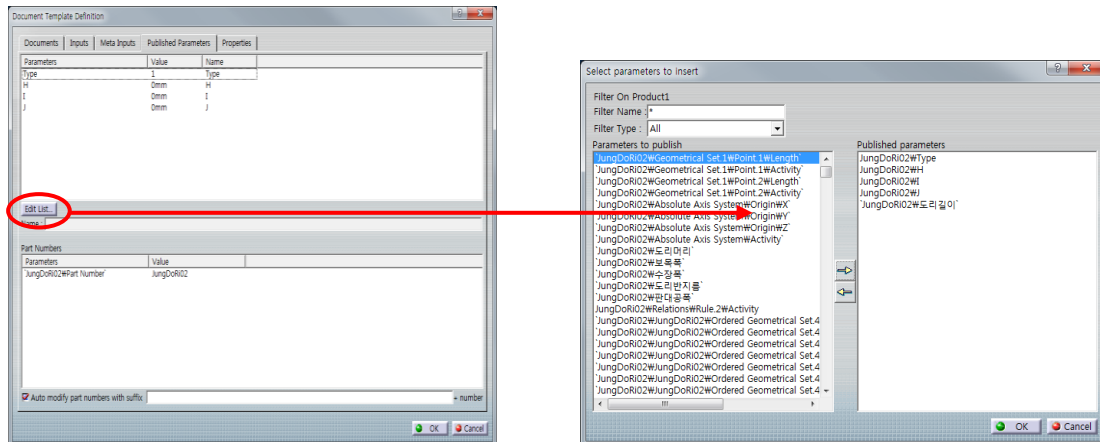 Document Template Definition
Documents
Inputs
Meta Inputs
Published Parameters
Properties
Parameters Value Name
Type 1 Type
H 0mm H
I 0mm I
J 0mm J
Edit List...
Name :
Part Numbers
Parameters Value
`JungDoRi02₩Part Number` JungDoRi02
Auto modify part numbers with suffix + number
OK Cancel
Select parameters to insert
Filter On Product1
Filter Name : *
Filter Type : All
Parameters to publish
`JungDoRi02₩Geometrical Set.1₩Point.1₩Length`
`JungDoRi02₩Geometrical Set.1₩Point.1₩Activity`
`JungDoRi02₩Geometrical Set.1₩Point.2₩Length`
`JungDoRi02₩Geometrical Set.1₩Point.2₩Activity`
`JungDoRi02₩Absolute Axis System₩Origin₩X`
`JungDoRi02₩Absolute Axis System₩Origin₩Y`
`JungDoRi02₩Absolute Axis System₩Origin₩Z`
`JungDoRi02₩Absolute Axis System₩Activity`
`JungDoRi02₩도리머리`
`JungDoRi02₩보목폭`
`JungDoRi02₩수장폭`
`JungDoRi02₩도리반지름`
`JungDoRi02₩판대공폭`
JungDoRi02₩Relations₩Rule.2₩Activity
`JungDoRi02₩JungDoRi02₩Ordered Geometrical Set.4
`JungDoRi02₩JungDoRi02₩Ordered Geometrical Set.4
`JungDoRi02₩JungDoRi02₩Ordered Geometrical Set.4
`JungDoRi02₩JungDoRi02₩Ordered Geometrical Set.4
`JungDoRi02₩JungDoRi02₩Ordered Geometrical Set.4
`JungDoRi02₩JungDoRi02₩Ordered Geometrical Set.4
Published parameters
JungDoRi02₩Type
JungDoRi02₩H
JungDoRi02₩I
JungDoRi02₩J
`JungDoRi02₩도리길이`
OK Cancel